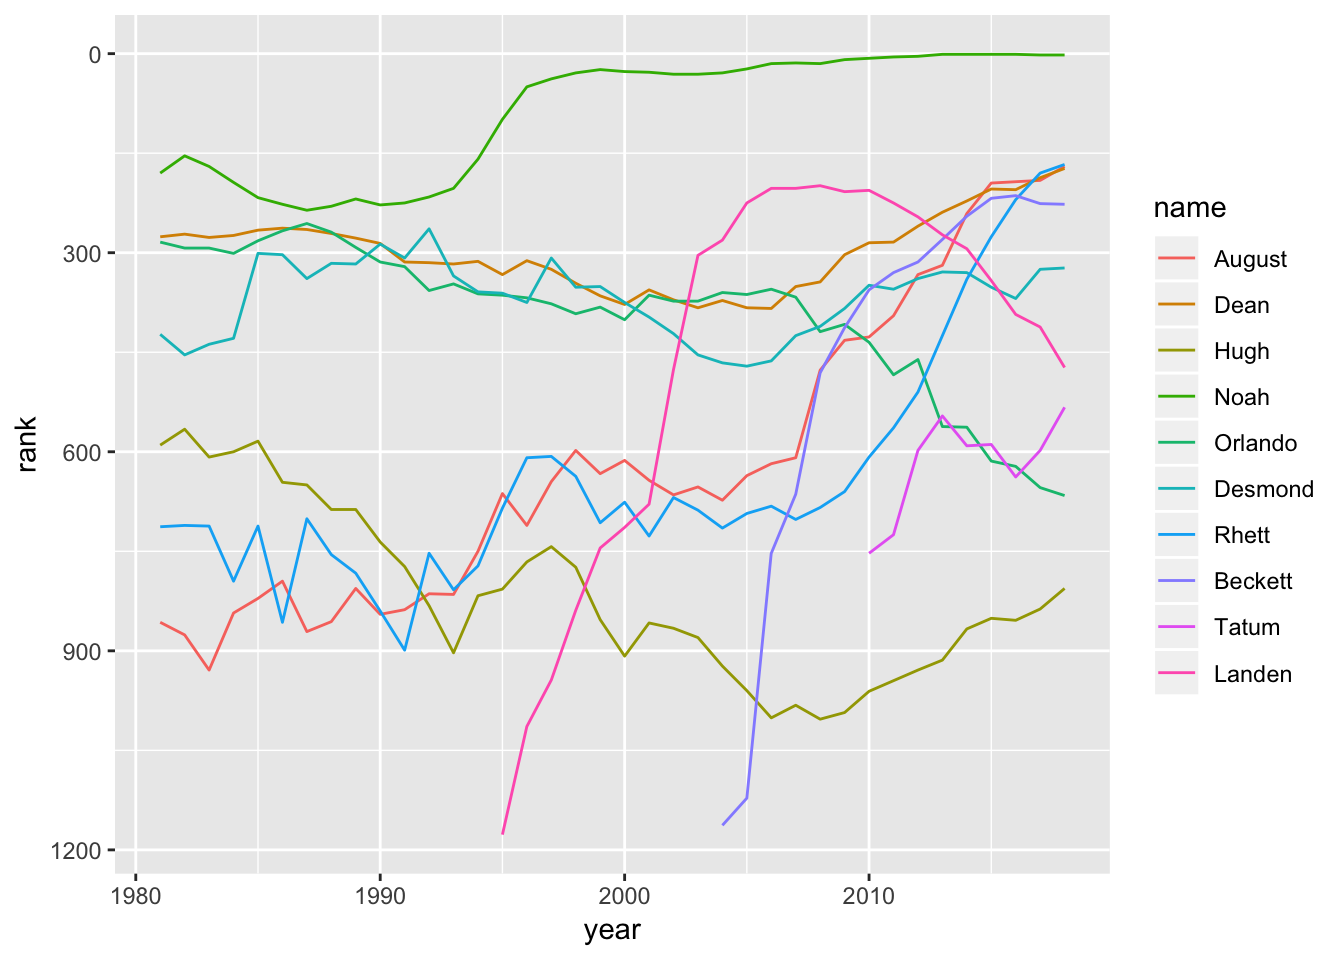 0
300
600
900
1200
rank
1980 1990 2000 2010
year
name
August
Dean
Hugh
Noah
Orlando
Desmond
Rhett
Beckett
Tatum
Landen